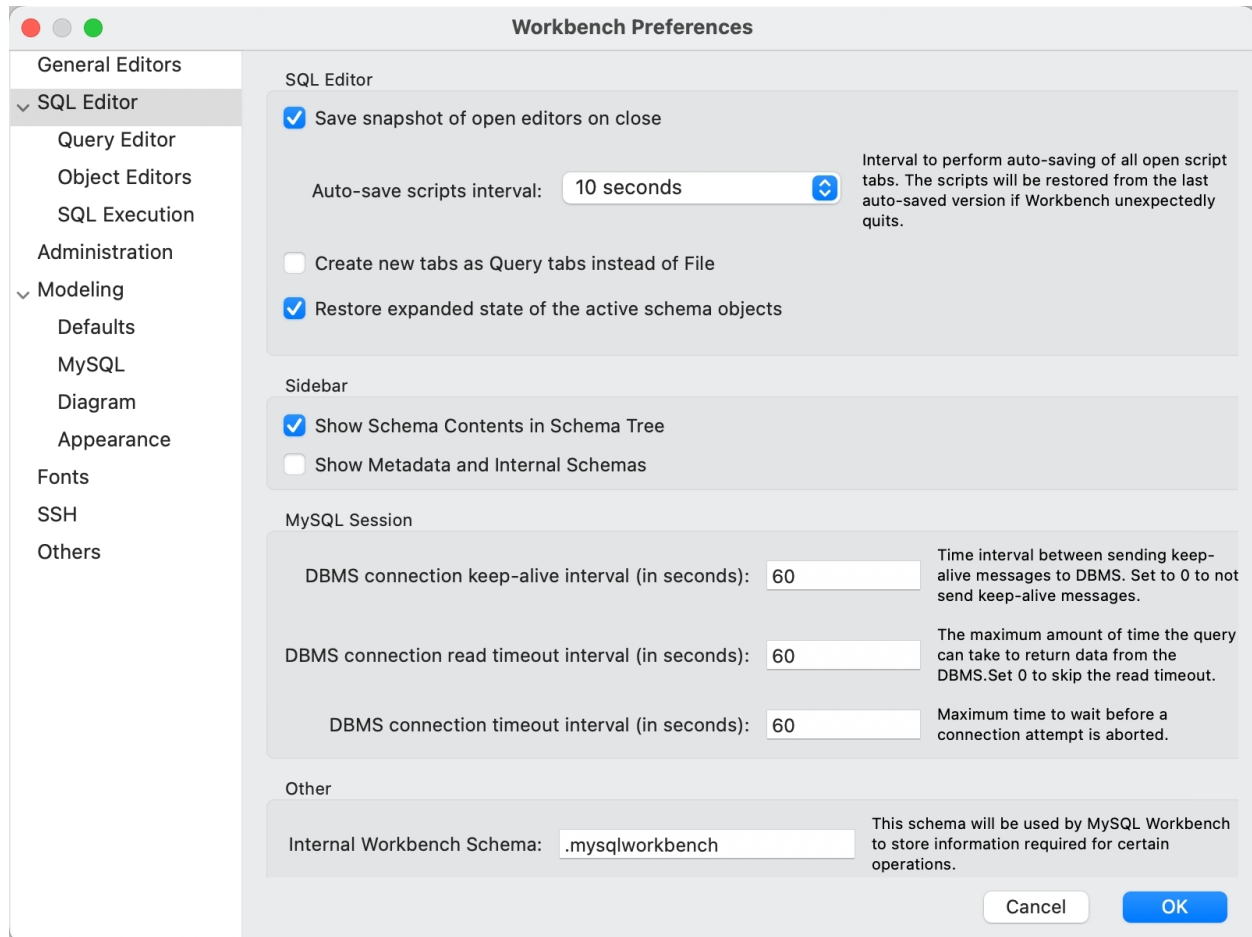 Workbench Preferences
General Editors
SQL Editor
Query Editor
Object Editors
SQL Execution
Administration
Modeling
Defaults
MySQL
Diagram
Appearance
Fonts
SSH
Others
SQL Editor
Save snapshot of open editors on close
Auto-save scripts interval:
10 seconds
Interval to perform auto-saving of all open script
tabs. The scripts will be restored from the last
auto-saved version if Workbench unexpectedly
quits.
Create new tabs as Query tabs instead of File
Restore expanded state of the active schema objects
Sidebar
Show Schema Contents in Schema Tree
Show Metadata and Internal Schemas
MySQL Session
DBMS connection keep-alive interval (in seconds):
60
Time interval between sending keep-
alive messages to DBMS. Set to 0 to not
send keep-alive messages.
DBMS connection read timeout interval (in seconds):
60
The maximum amount of time the query
can take to return data from the
DBMS.Set 0 to skip the read timeout.
DBMS connection timeout interval (in seconds):
60
Maximum time to wait before a
connection attempt is aborted.
Other
Internal Workbench Schema:
.mysqlworkbench
This schema will be used by MySQL Workbench
to store information required for certain
operations.
Cancel
OK